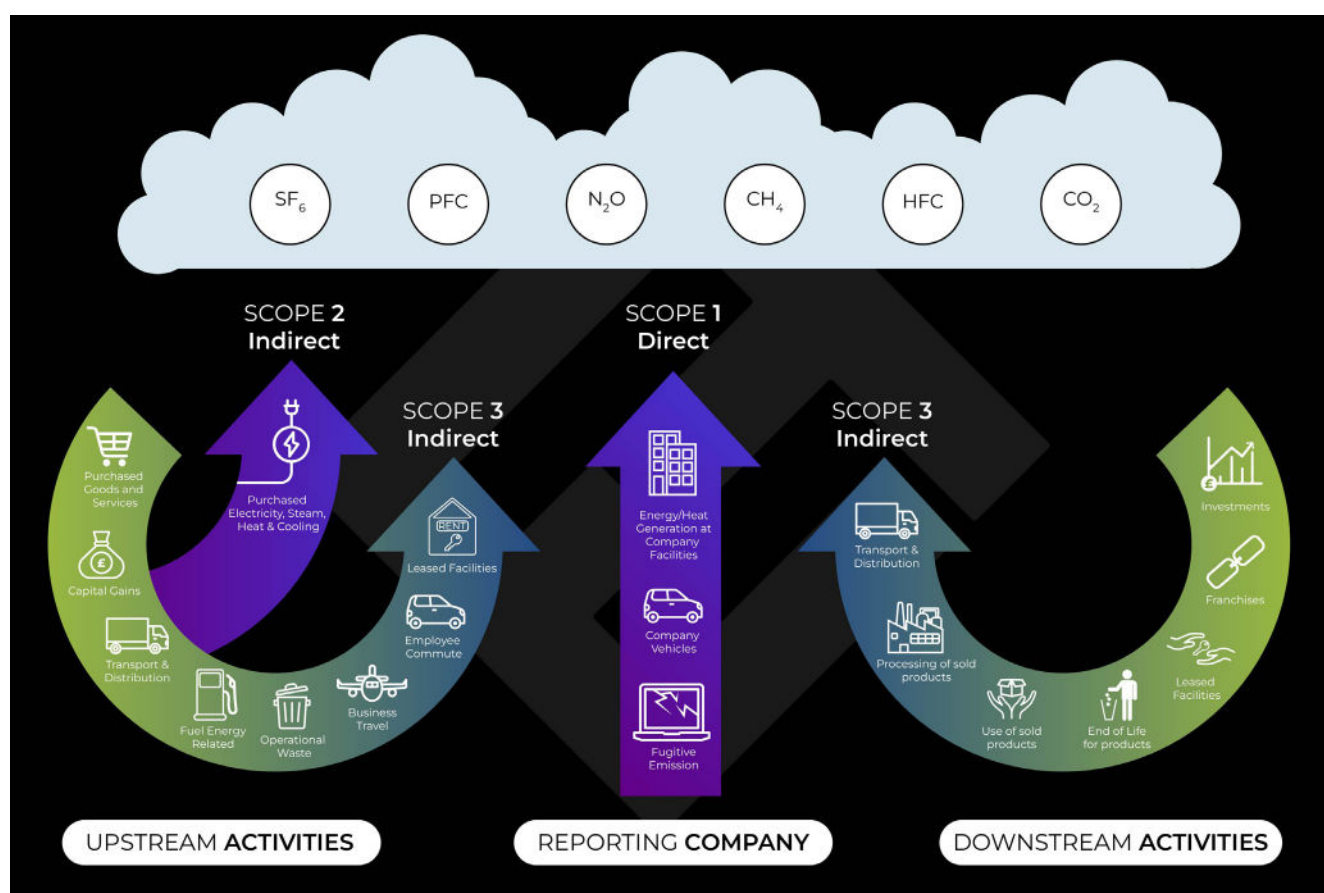 SF6
PFC
N2O
CH4
HFC
CO2
SCOPE 2
Indirect
SCOPE 1
Direct
SCOPE 3
Indirect
SCOPE 3
Indirect
Purchased
Goods and
Services
Capital Gains
Transport &
Distribution
Fuel Energy
Related
Operational
Waste
Business
Travel
Employee
Commute
RENT
Leased Facilities
Purchased
Electricity, Steam,
Heat & Cooling
Energy/Heat
Generation at
Company
Facilities
Company
Vehicles
Fugitive
Emission
Transport &
Distribution
Processing of sold
products
Use of sold
products
End of Life
for products
Leased
Facilities
Franchises
£
Investments
£
UPSTREAM ACTIVITIES
REPORTING COMPANY
DOWNSTREAM ACTIVITIES